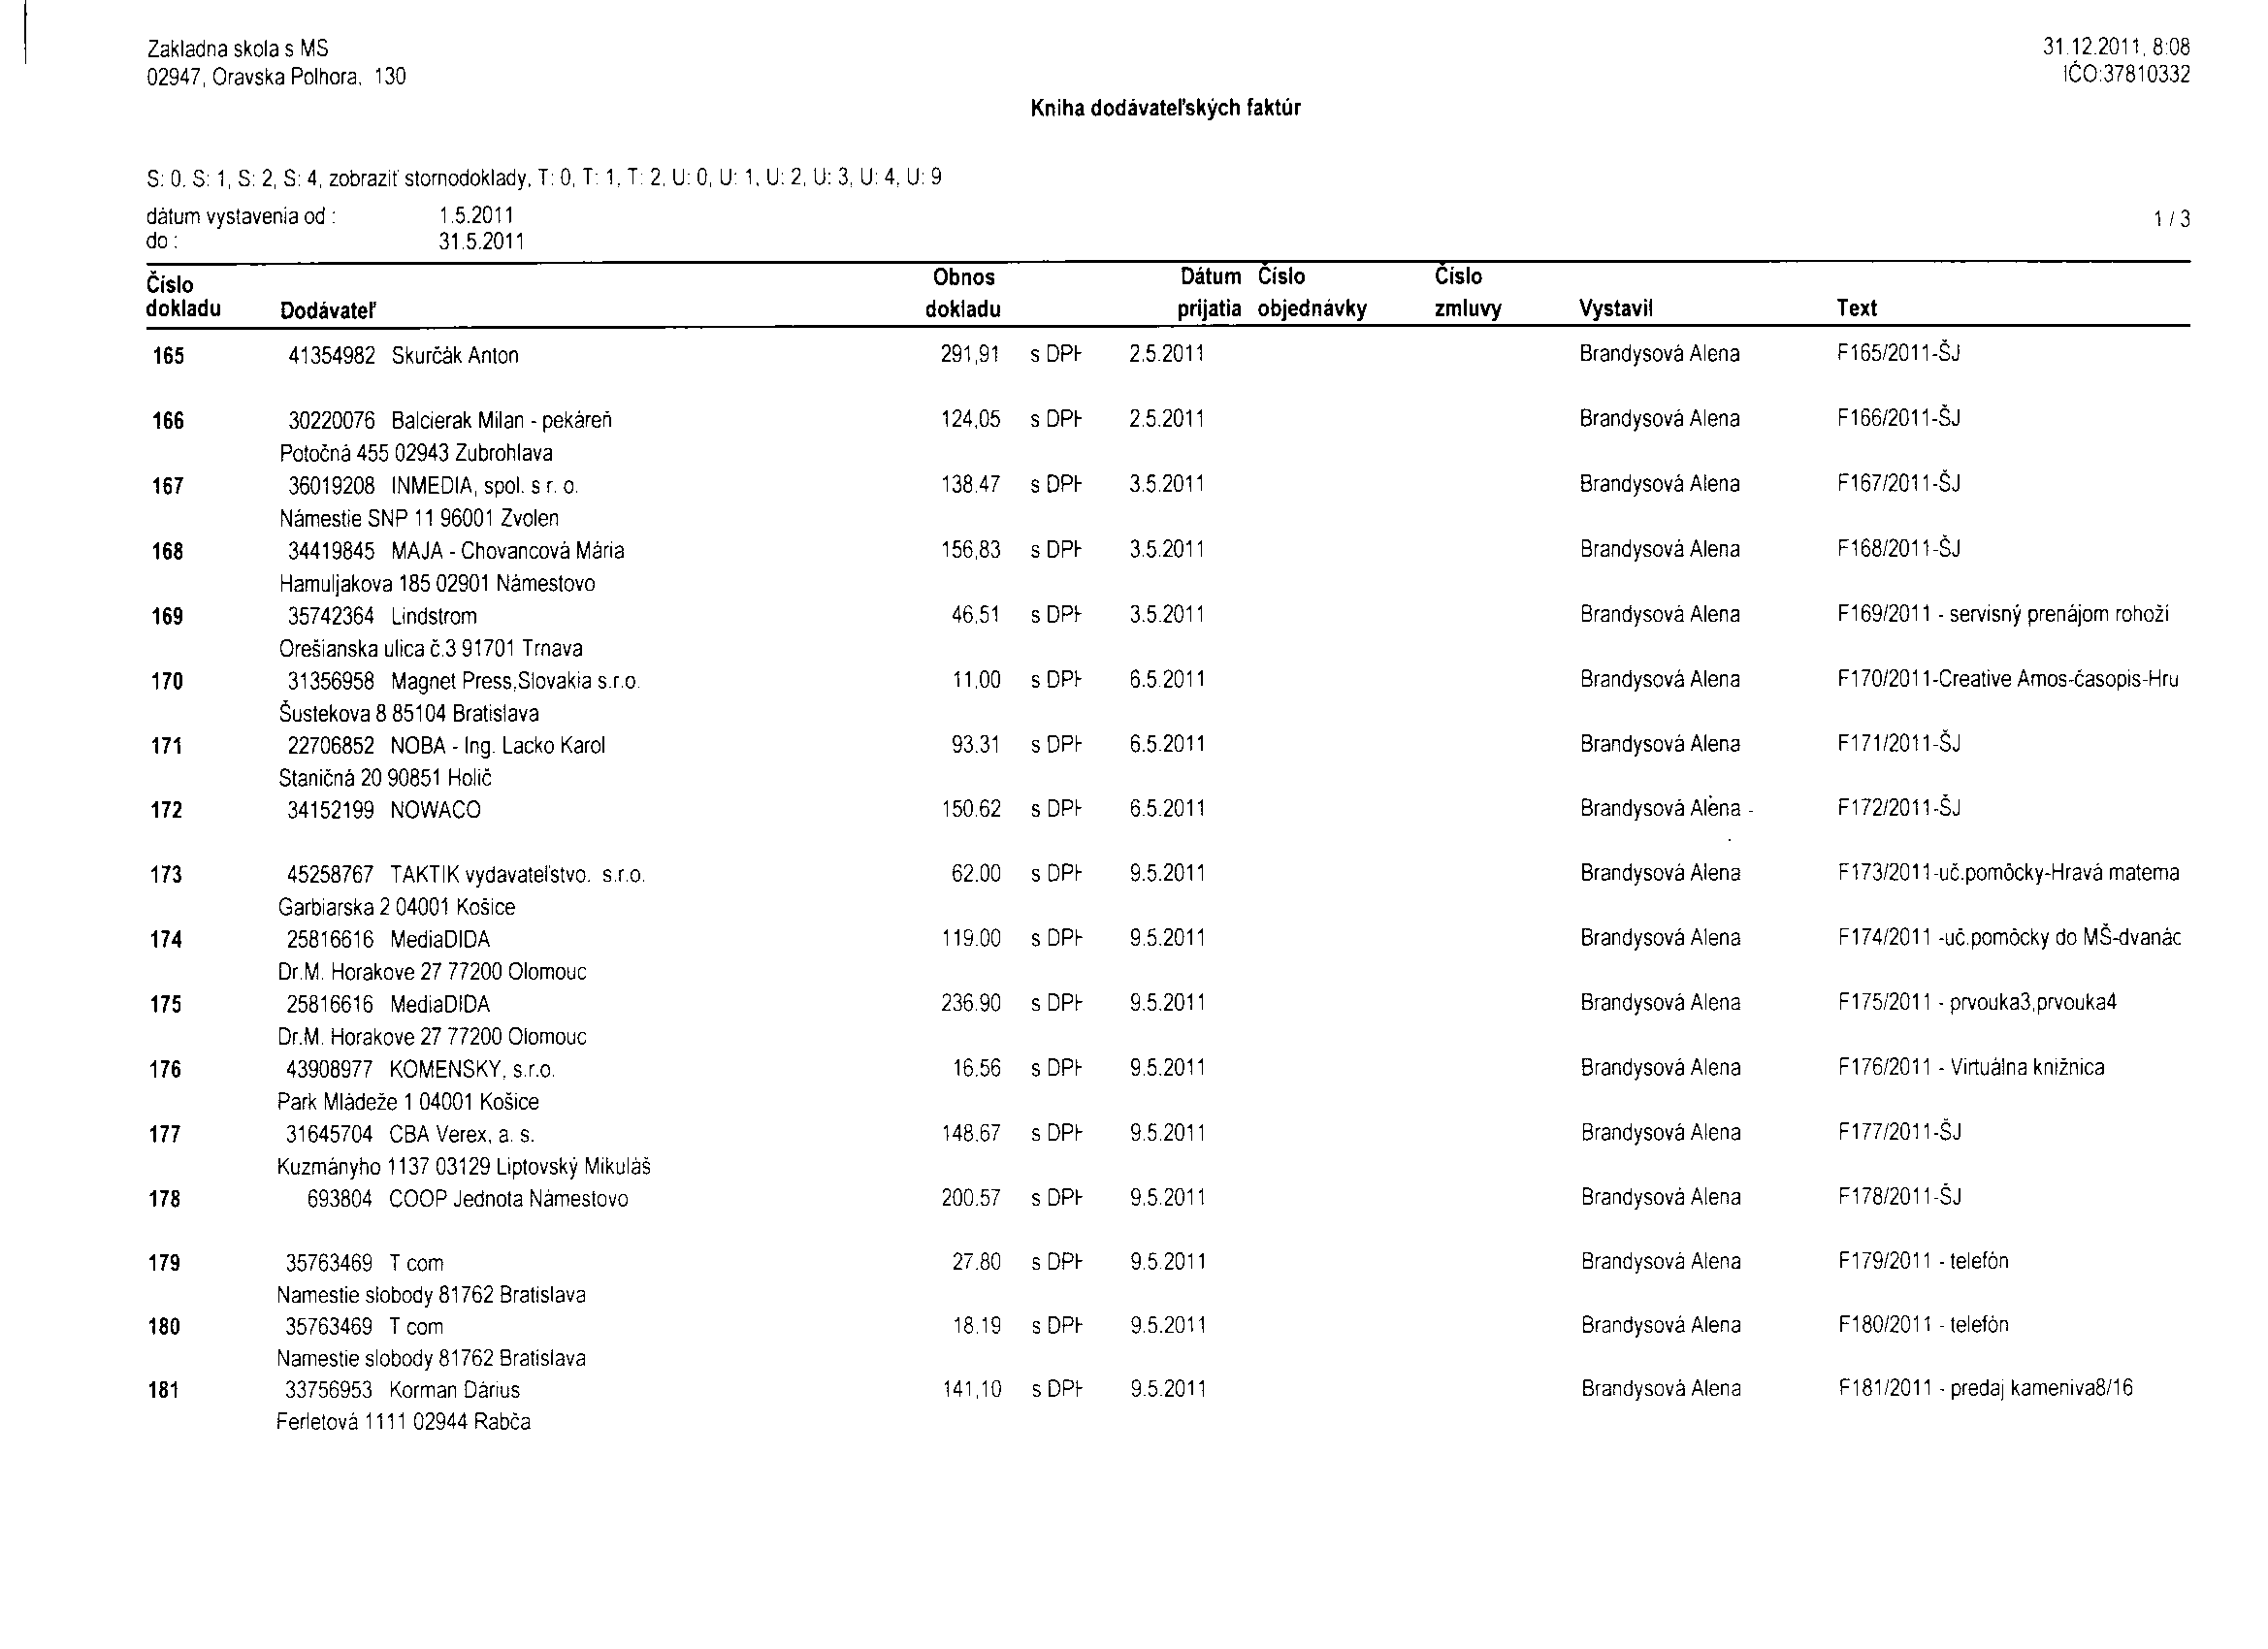 Zakladna skola s MS
31.12.2011, 8:08
02947, Oravska Polhora, 130
IČO:37810332
Kniha dodávateľských faktúr
S: 0, S: 1, S: 2, S: 4, zobraziť stornodoklady, T: 0, T: 1, T: 2, U: 0, U: 1, U: 2, U: 3, U: 4, U: 9
dátum vystavenia od : 1.5.2011
1 / 3
do : 31.5.2011
Číslo dokladu Dodávateľ Obnos dokladu Dátum prijatia Číslo objednávky Číslo zmluvy Vystavil Text
165 41354982 Skurčák Anton 291,91 s DPH 2.5.2011 Brandysová Alena F165/2011-ŠJ
166 30220076 Balcierak Milan - pekáreň 124,05 s DPH 2.5.2011 Brandysová Alena F166/2011-ŠJ
Potočná 455 02943 Zubrohlava
167 36019208 INMEDIA, spol. s r. o. 138.47 s DPH 3.5.2011 Brandysová Alena F167/2011-ŠJ
Námestie SNP 11 96001 Zvolen
168 34419845 MAJA - Chovancová Mária 156,83 s DPH 3.5.2011 Brandysová Alena F168/2011-ŠJ
Hamuljakova 185 02901 Námestovo
169 35742364 Lindstrom 46,51 s DPH 3.5.2011 Brandysová Alena F169/2011 - servisný prenájom rohoží
Orešianska ulica č.3 91701 Trnava
170 31356958 Magnet Press,Slovakia s.r.o. 11,00 s DPH 6.5.2011 Brandysová Alena F170/2011-Creative Amos-časopis-Hru
Šustekova 8 85104 Bratislava
171 22706852 NOBA - Ing. Lacko Karol 93.31 s DPH 6.5.2011 Brandysová Alena F171/2011-ŠJ
Staničná 20 90851 Holič
172 34152199 NOWACO 150.62 s DPH 6.5.2011 Brandysová Alena F172/2011-ŠJ
173 45258767 TAKTIK vydavateľstvo. s.r.o. 62.00 s DPH 9.5.2011 Brandysová Alena F173/2011-uč.pomôcky-Hravá matema
Garbiarska 2 04001 Košice
174 25816616 MediaDIDA 119.00 s DPH 9.5.2011 Brandysová Alena F174/2011 -uč.pomôcky do MŠ-dvanác
Dr.M. Horakove 27 77200 Olomouc
175 25816616 MediaDIDA 236.90 s DPH 9.5.2011 Brandysová Alena F175/2011 - prvouka3,prvouka4
Dr.M. Horakove 27 77200 Olomouc
176 43908977 KOMENSKY, s.r.o. 16.56 s DPH 9.5.2011 Brandysová Alena F176/2011 - Virtuálna knižnica
Park Mládeže 1 04001 Košice
177 31645704 CBA Verex, a. s. 148.67 s DPH 9.5.2011 Brandysová Alena F177/2011-ŠJ
Kuzmányho 1137 03129 Liptovský Mikuláš
178 693804 COOP Jednota Námestovo 200.57 s DPH 9.5.2011 Brandysová Alena F178/2011-ŠJ
179 35763469 T com 27.80 s DPH 9.5.2011 Brandysová Alena F179/2011 - telefón
Namestie slobody 81762 Bratislava
180 35763469 T com 18.19 s DPH 9.5.2011 Brandysová Alena F180/2011 - telefón
Namestie slobody 81762 Bratislava
181 33756953 Korman Dárius 141,10 s DPH 9.5.2011 Brandysová Alena F181/2011 - predaj kameniva8/16
Ferletová 1111 02944 Rabča